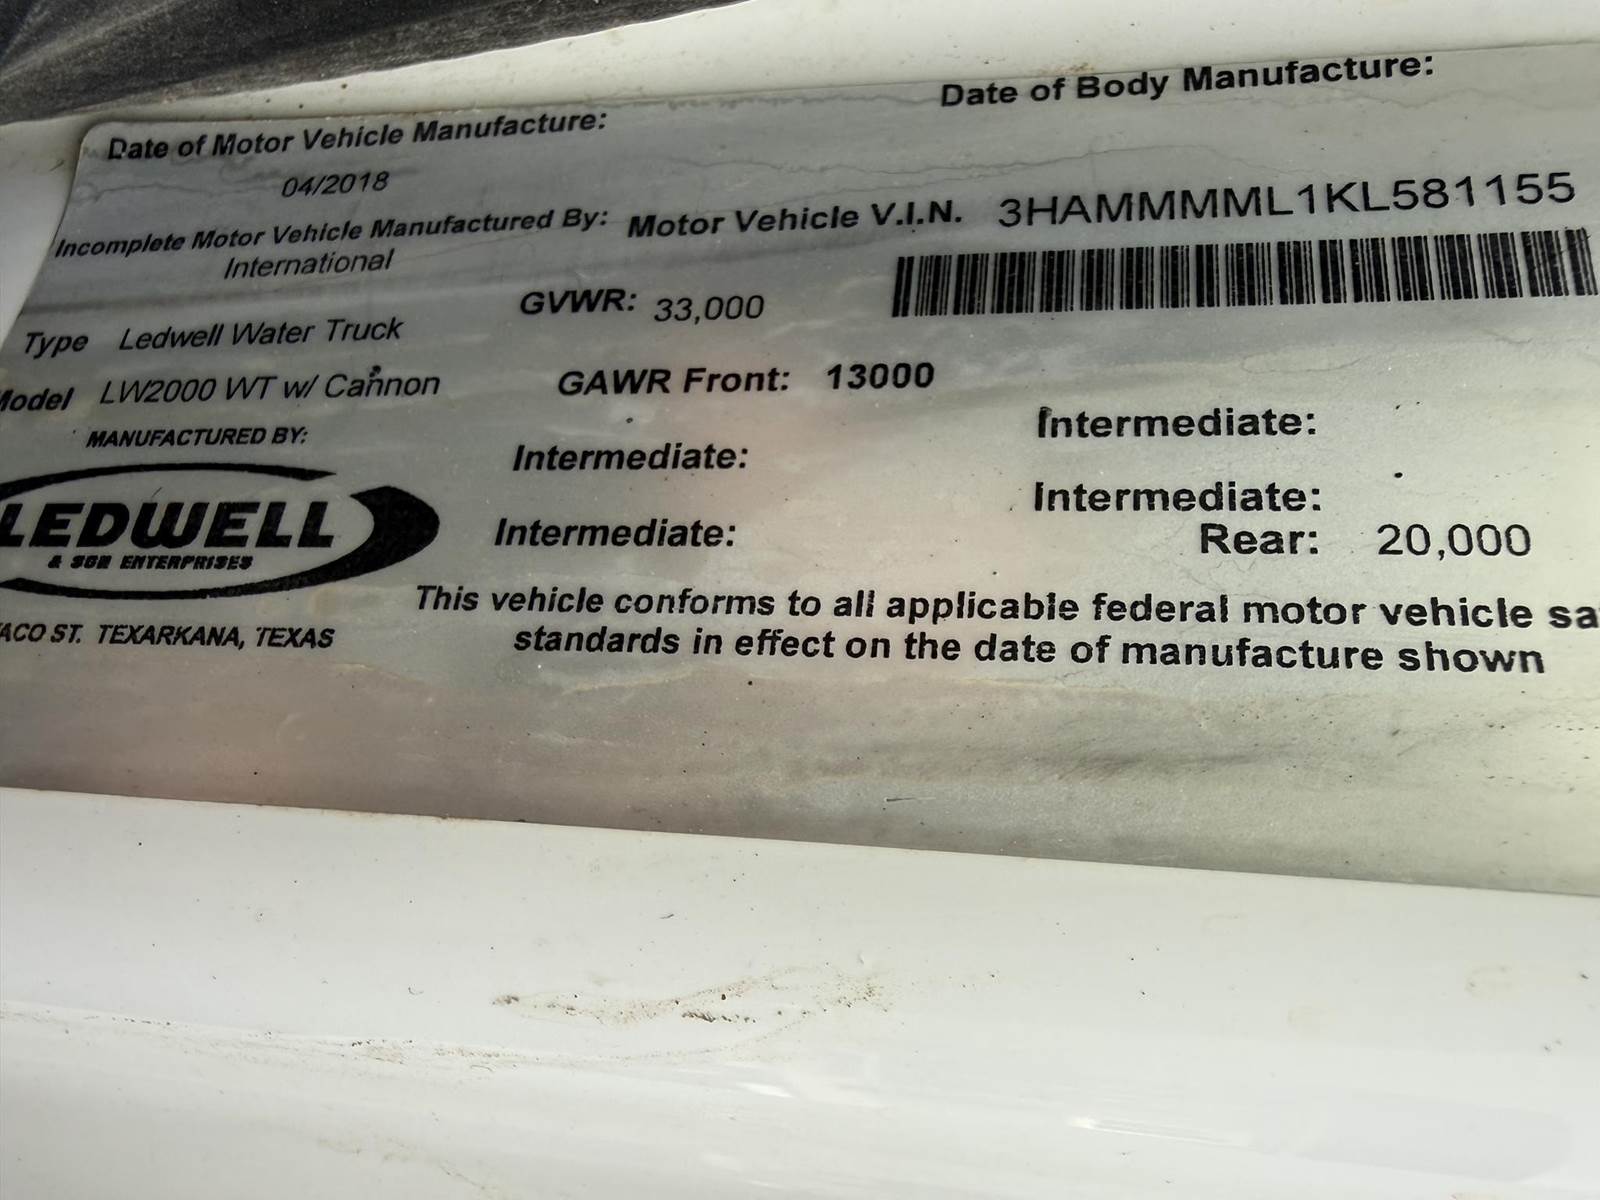 Date of Motor Vehicle Manufacture:
Date of Body Manufacture:
04/2018
Incomplete Motor Vehicle Manufactured By:
Motor Vehicle V.I.N. 3HAMMMML1KL581155
International
GVWR: 33,000
Type Ledwell Water Truck
Model LW2000 WT w/ Cannon
GAWR Front: 13000
MANUFACTURED BY:
Intermediate:
Intermediate:
LEDWELL
& SON ENTERPRISES
Intermediate:
Intermediate:
Rear: 20,000
ACO ST. TEXARKANA, TEXAS
This vehicle conforms to all applicable federal motor vehicle sa
standards in effect on the date of manufacture shown